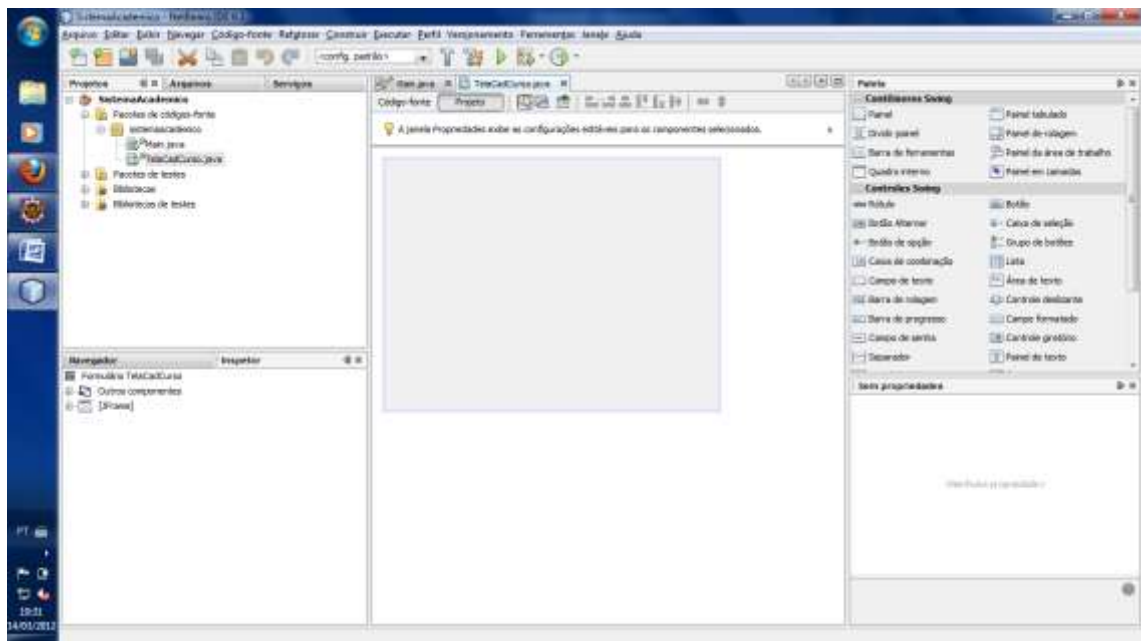 SistemaAcademico - NetBeans IDE 6.
Arquivo Editar Exibir Navegar Código-fonte Refatorar Construir Executar Perfil Versionamento Ferramentas Janela Ajuda
<config. padrão>
Projetos Arquivos Serviços
SistemaAcademico
Pacotes de códigos-fonte
sistemaacademico
Main.java
TelaCadCurso.java
Pacotes de testes
Bibliotecas
Bibliotecas de testes
Navegador Inspetor
Formulário TelaCadCurso
Outros componentes
[JFrame]
Main.java TelaCadCurso.java
Código-fonte Projeto
A janela Propriedades exibe as configurações editáveis para os componentes selecionados.
Paleta
Contêineres Swing
Painel Painel tabulado
Dividir painel Painel de rolagem
Barra de ferramentas Painel da área de trabalho
Quadro interno Painel em camadas
Controles Swing
Rótulo Botão
Botão Alternar Caixa de seleção
Botão de opção Grupo de botões
Caixa de combinação Lista
Campo de texto Área de texto
Barra de rolagem Controle deslizante
Barra de progresso Campo formatado
Campo de senha Controle giratório
Separador Painel de texto
Sem propriedades
<Nenhuma propriedade>
PT
19:31
14/03/2012